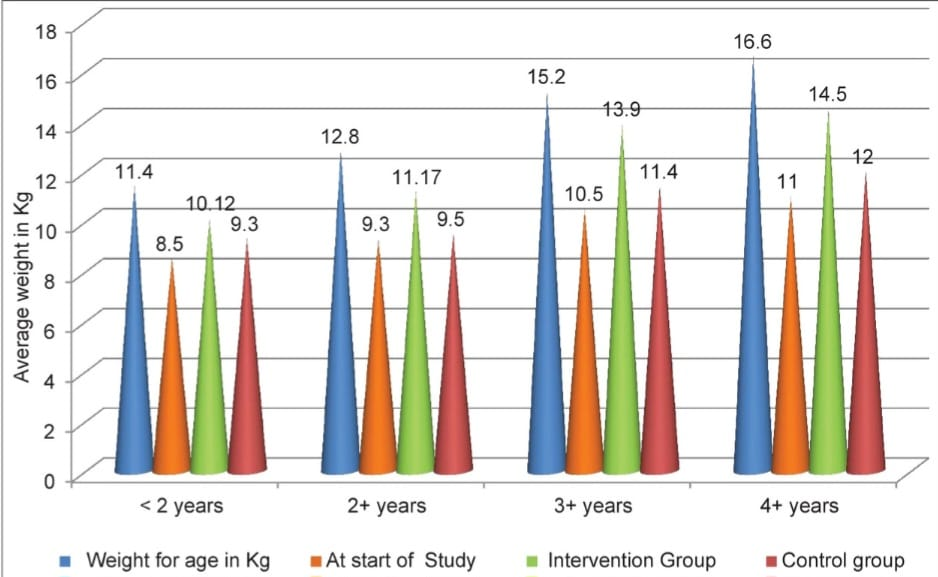 18
16.6
16
15.2
14.5
14
13.9
12.8
12
12
11.4
11.17
11.4
10.5
11
10.12
10
9.3
9.3
9.5
8.5
8
6
4
2
0
Average weight in Kg
< 2 years
2+ years
3+ years
4+ years
Weight for age in Kg
At start of Study
Intervention Group
Control group